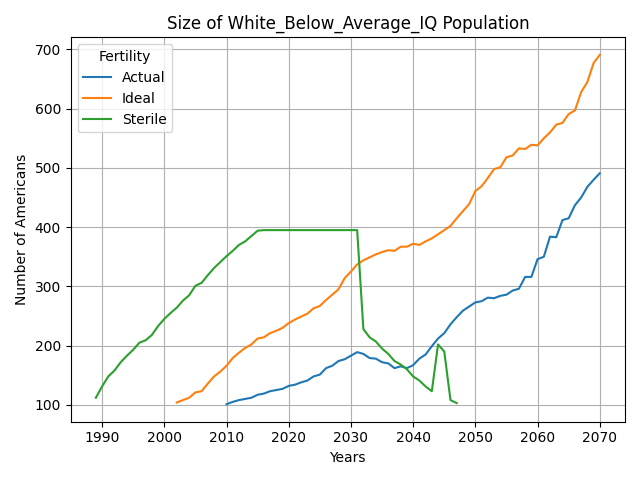 Size of White_Below_Average_IQ Population
Fertility
Actual
Ideal
Sterile
Number of Americans
700
600
500
400
300
200
100
1990 2000 2010 2020 2030 2040 2050 2060 2070
Years